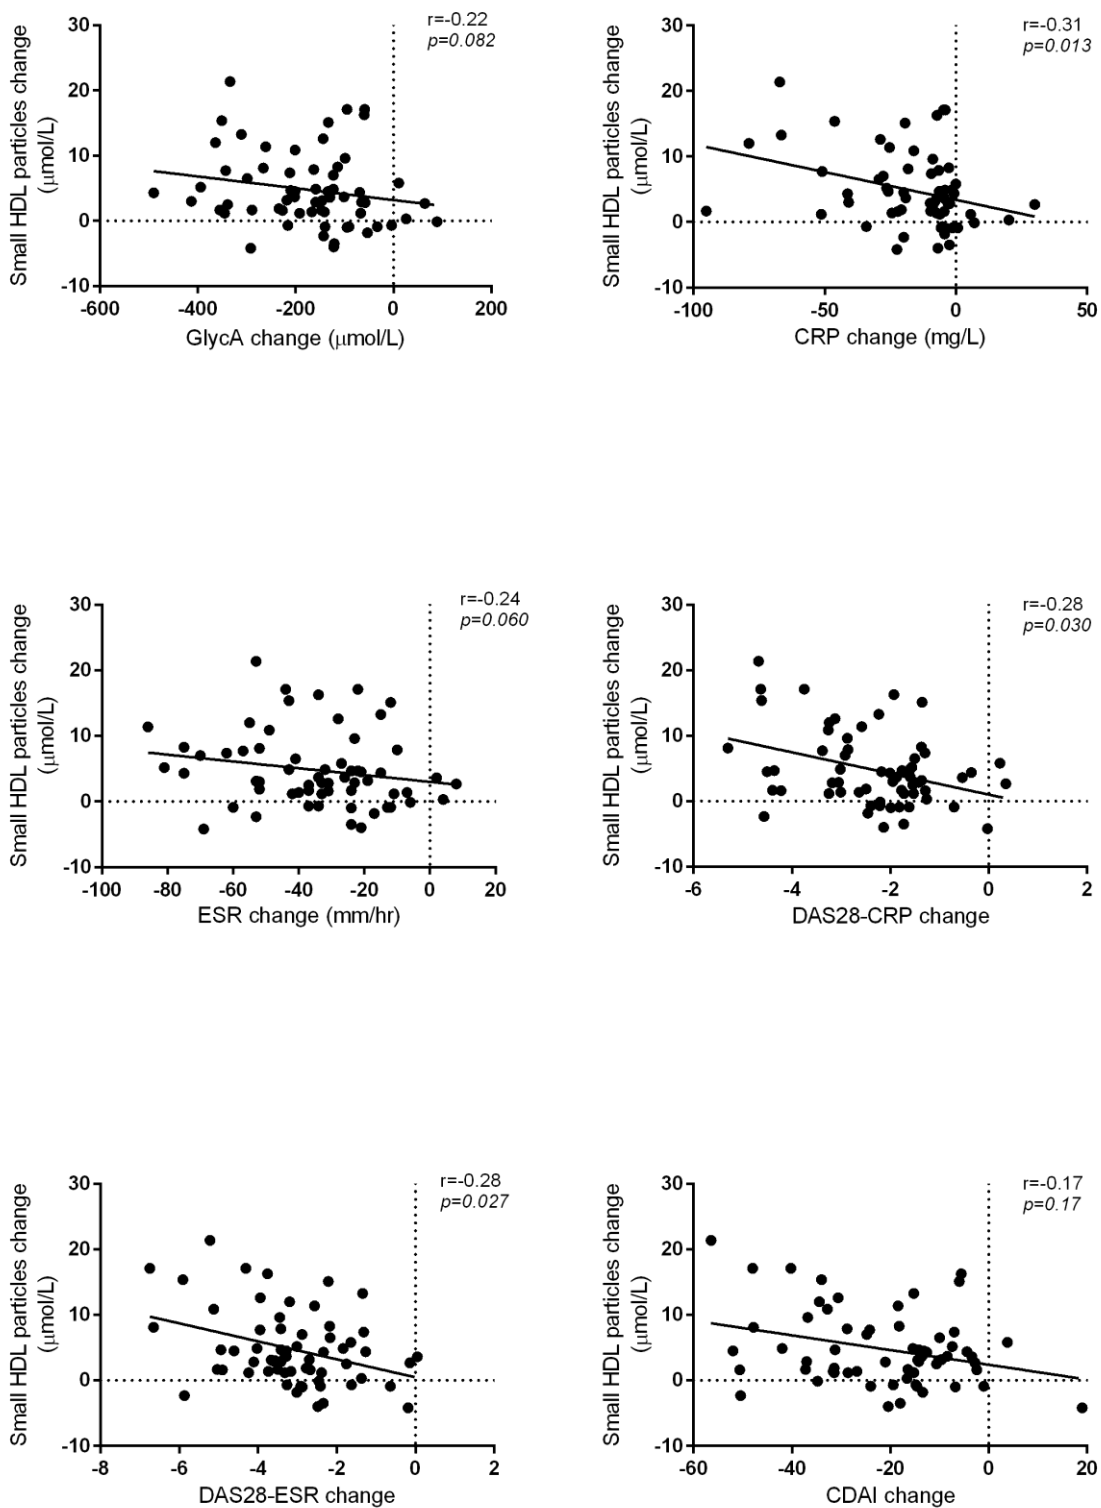 r=-0.22
p=0.082
Small HDL particles change
(μmol/L)
30
20
10
0
-10
-600
-400
-200
0
200
GlycA change (μmol/L)
r=-0.31
p=0.013
Small HDL particles change
(μmol/L)
30
20
10
0
-10
-100
-50
0
50
CRP change (mg/L)
r=-0.24
p=0.060
Small HDL particles change
(μmol/L)
30
20
10
0
-10
-100
-80
-60
-40
-20
0
20
ESR change (mm/hr)
r=-0.28
p=0.030
Small HDL particles change
(μmol/L)
30
20
10
0
-10
-6
-4
-2
0
2
DAS28-CRP change
r=-0.28
p=0.027
Small HDL particles change
(μmol/L)
30
20
10
0
-10
-8
-6
-4
-2
0
2
DAS28-ESR change
r=-0.17
p=0.17
Small HDL particles change
(μmol/L)
30
20
10
0
-10
-60
-40
-20
0
20
CDAI change